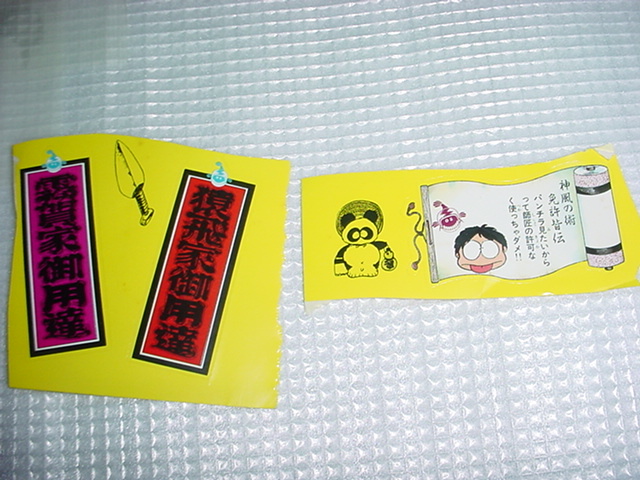 霧賀家御用達
猿飛家御用達
神風の術
免許皆伝
パンチラ見たいから
って師匠の許可な
く使っちゃダメ!!